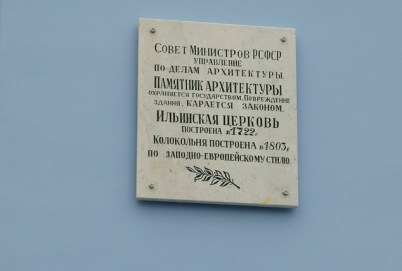 Совет Министров РСФСР
управление
по делам архитектуры.
Памятник архитектуры
охраняется государством. Повреждение
здания, карается законом.
Ильинская церковь
построена в 1722 г.
Колокольня построена в 1803 г.
по заподно-европейскому стилю